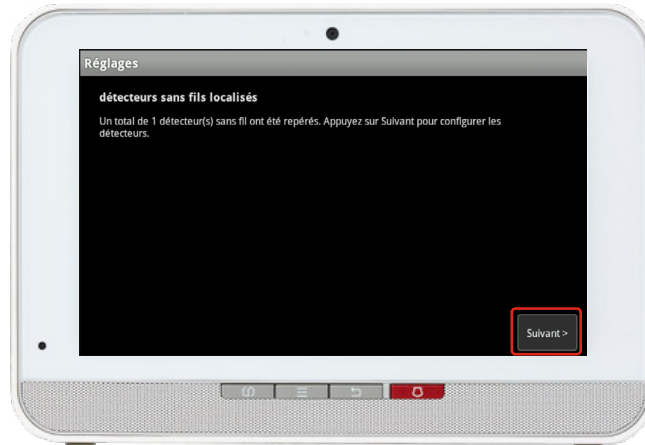 Réglages
détecteurs sans fils localisés
Un total de 1 détecteur(s) sans fil ont été repérés. Appuyez sur Suivant pour configurer les
détecteurs.
Suivant >